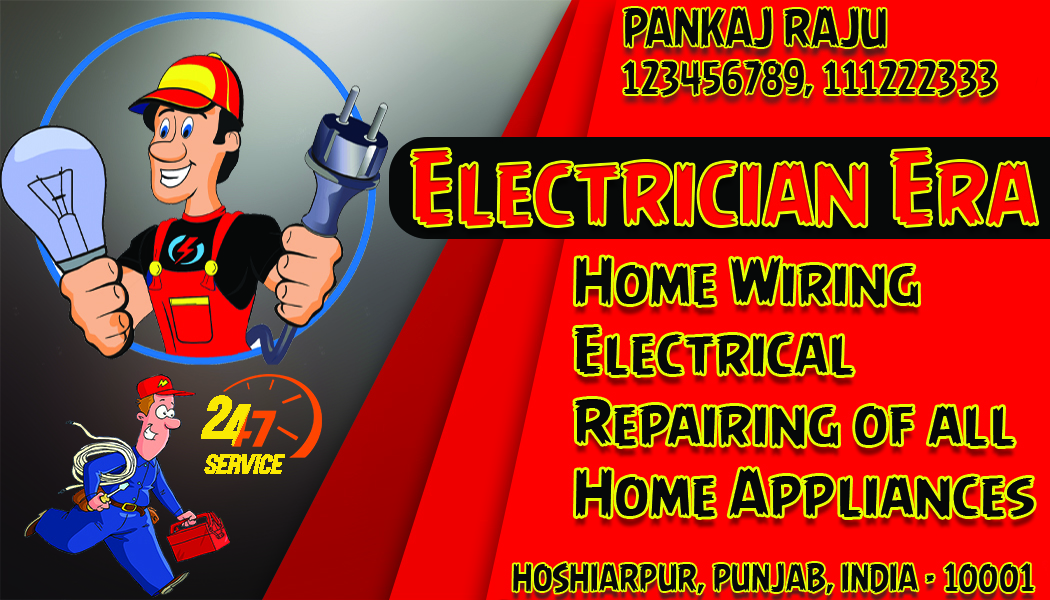 PANKAJ RAJU
123456789, 111222333
ELECTRICIAN ERA
HOME WIRING
ELECTRICAL
REPAIRING OF ALL
HOME APPLIANCES
24-7
SERVICE
HOSHIARPUR, PUNJAB, INDIA - 10001